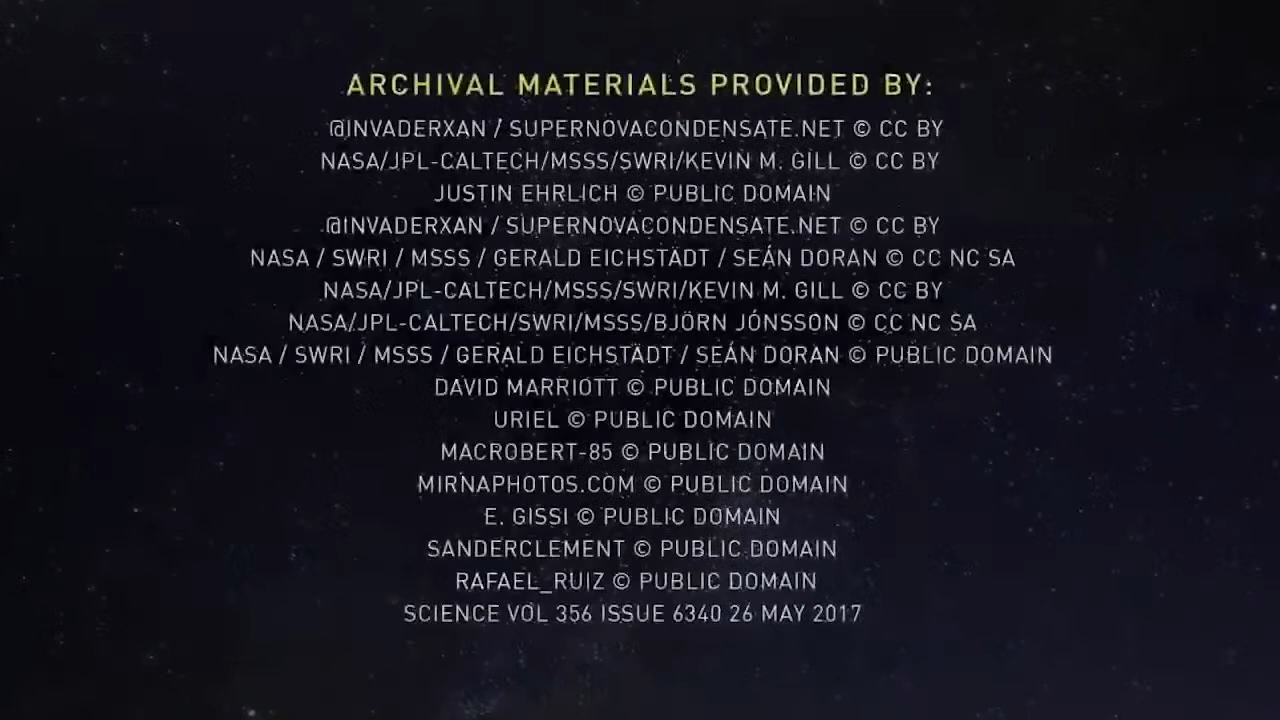 ARCHIVAL MATERIALS PROVIDED BY:
@INVADERXAN / SUPERNOVACONDENSATE.NET © CC BY
NASA/JPL-CALTECH/MSSS/SWRI/KEVIN M. GILL © CC BY
JUSTIN EHRLICH © PUBLIC DOMAIN
@INVADERXAN / SUPERNOVACONDENSATE.NET © CC BY
NASA / SWRI / MSSS / GERALD EICHSTÄDT / SEÁN DORAN © CC NC SA
NASA/JPL-CALTECH/MSSS/SWRI/KEVIN M. GILL © CC BY
NASA/JPL-CALTECH/SWRI/MSSS/BJÖRN JÓNSSON © CC NC SA
NASA / SWRI / MSSS / GERALD EICHSTÄDT / SEÁN DORAN © PUBLIC DOMAIN
DAVID MARRIOTT © PUBLIC DOMAIN
URIEL © PUBLIC DOMAIN
MACROBERT-85 © PUBLIC DOMAIN
MIRNAPHOTOS.COM © PUBLIC DOMAIN
E. GISSI © PUBLIC DOMAIN
SANDERCLEMENT © PUBLIC DOMAIN
RAFAEL_RUIZ © PUBLIC DOMAIN
SCIENCE VOL 356 ISSUE 6340 26 MAY 2017